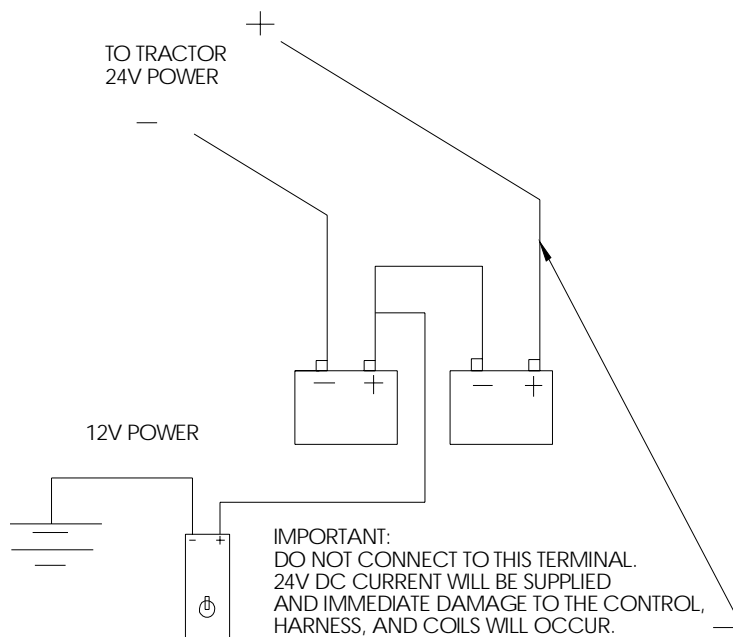 +
TO TRACTOR
24V POWER
−
− +
− +
12V POWER
− +
IMPORTANT:
DO NOT CONNECT TO THIS TERMINAL.
24V DC CURRENT WILL BE SUPPLIED
AND IMMEDIATE DAMAGE TO THE CONTROL,
HARNESS, AND COILS WILL OCCUR.